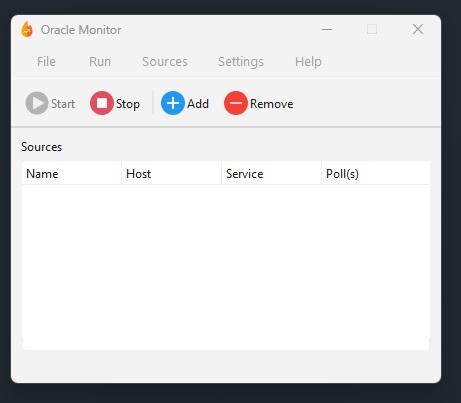 Oracle Monitor
File Run Sources Settings Help
Start Stop Add Remove
Sources
Name Host Service Poll(s)